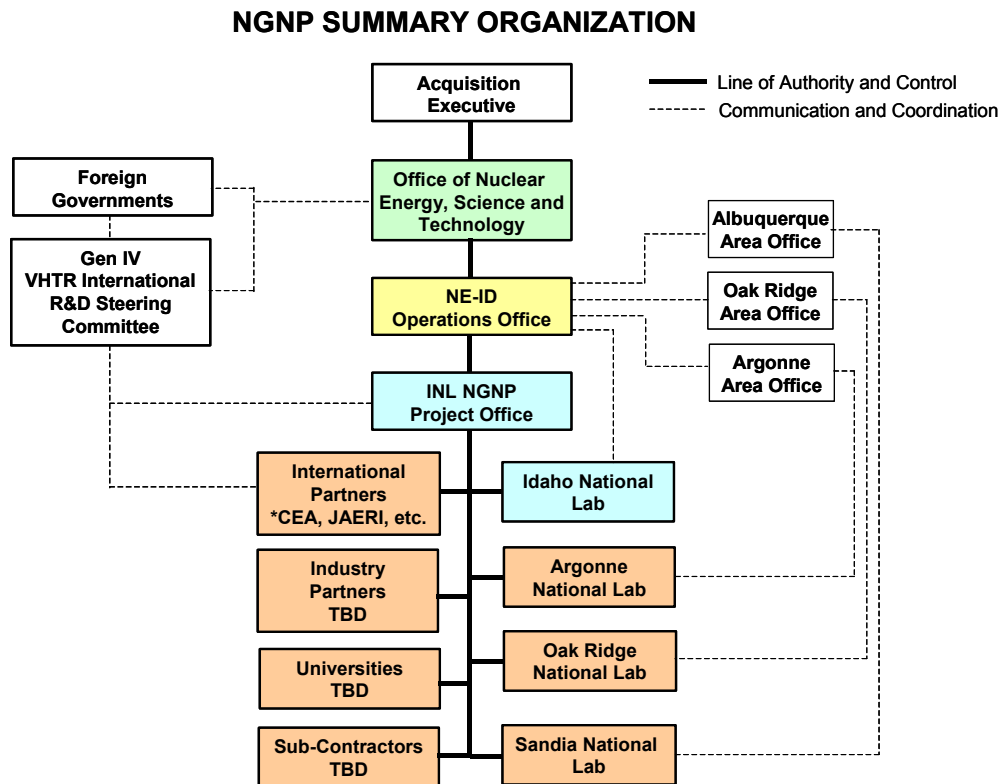 NGNP SUMMARY ORGANIZATION
Acquisition
Executive
Line of Authority and Control
Communication and Coordination
Foreign
Governments
Office of Nuclear
Energy, Science and
Technology
Albuquerque
Area Office
Gen IV
VHTR International
R&D Steering
Committee
NE-ID
Operations Office
Oak Ridge
Area Office
Argonne
Area Office
INL NGNP
Project Office
International
Partners
*CEA, JAERI, etc.
Idaho National
Lab
Industry
Partners
TBD
Argonne
National Lab
Universities
TBD
Oak Ridge
National Lab
Sub-Contractors
TBD
Sandia National
Lab